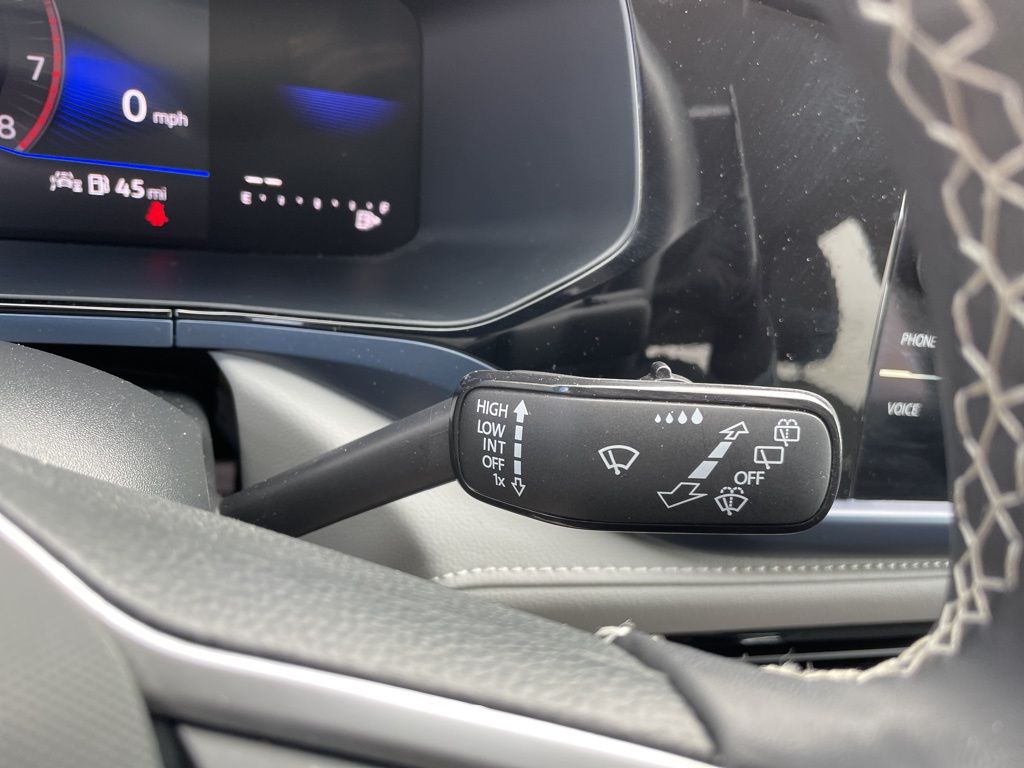 7
8
0 mph
45 mi
E F
PHONE
VOICE
HIGH
LOW
INT
OFF
1x
OFF